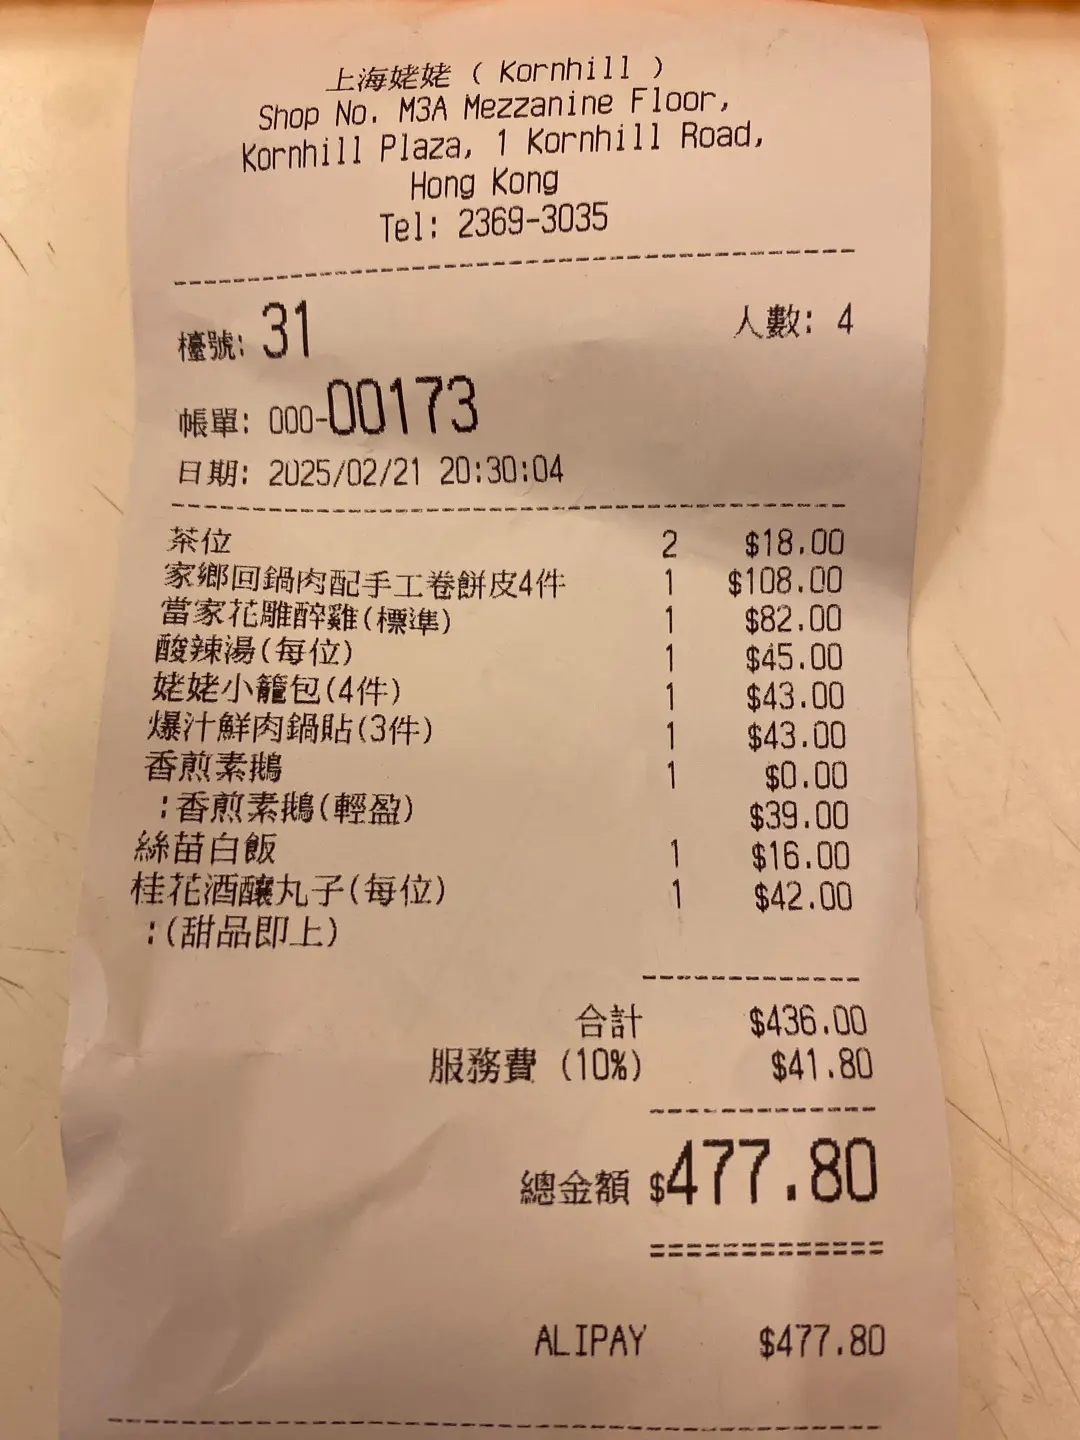 上海姥姥 ( Kornhill )
Shop No. M3A Mezzanine Floor,
Kornhill Plaza, 1 Kornhill Road,
Hong Kong
Tel: 2369-3035
檯號: 31 人數: 4
帳單: 000-00173
日期: 2025/02/21 20:30:04
茶位 2 $18.00
家鄉回鍋肉配手工卷餅皮4件 1 $108.00
當家花雕醉雞(標準) 1 $82.00
酸辣湯(每位) 1 $45.00
姥姥小籠包(4件) 1 $43.00
爆汁鮮肉鍋貼(3件) 1 $43.00
香煎素鵝 1 $0.00
:香煎素鵝(輕盈) $39.00
絲苗白飯 1 $16.00
桂花酒釀丸子(每位) 1 $42.00
:(甜品即上)
合計 $436.00
服務費 (10%) $41.80
總金額 $477.80
ALIPAY $477.80